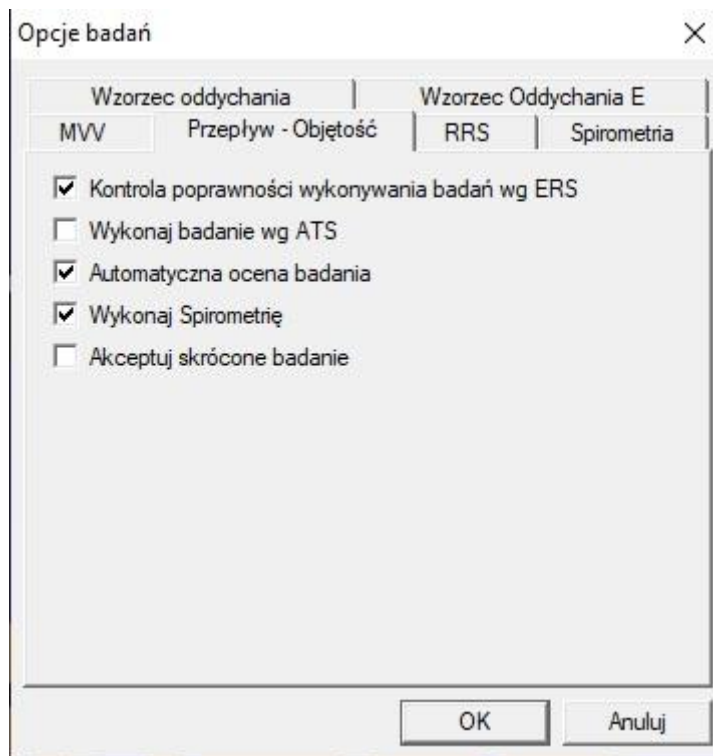 Opcje badań
Wzorzec oddychania Wzorzec Oddychania E
MVV Przepływ - Objętość RRS Spirometria
Kontrola poprawności wykonywania badań wg ERS
Wykonaj badanie wg ATS
Automatyczna ocena badania
Wykonaj Spirometrię
Akceptuj skrócone badanie
OK Anuluj